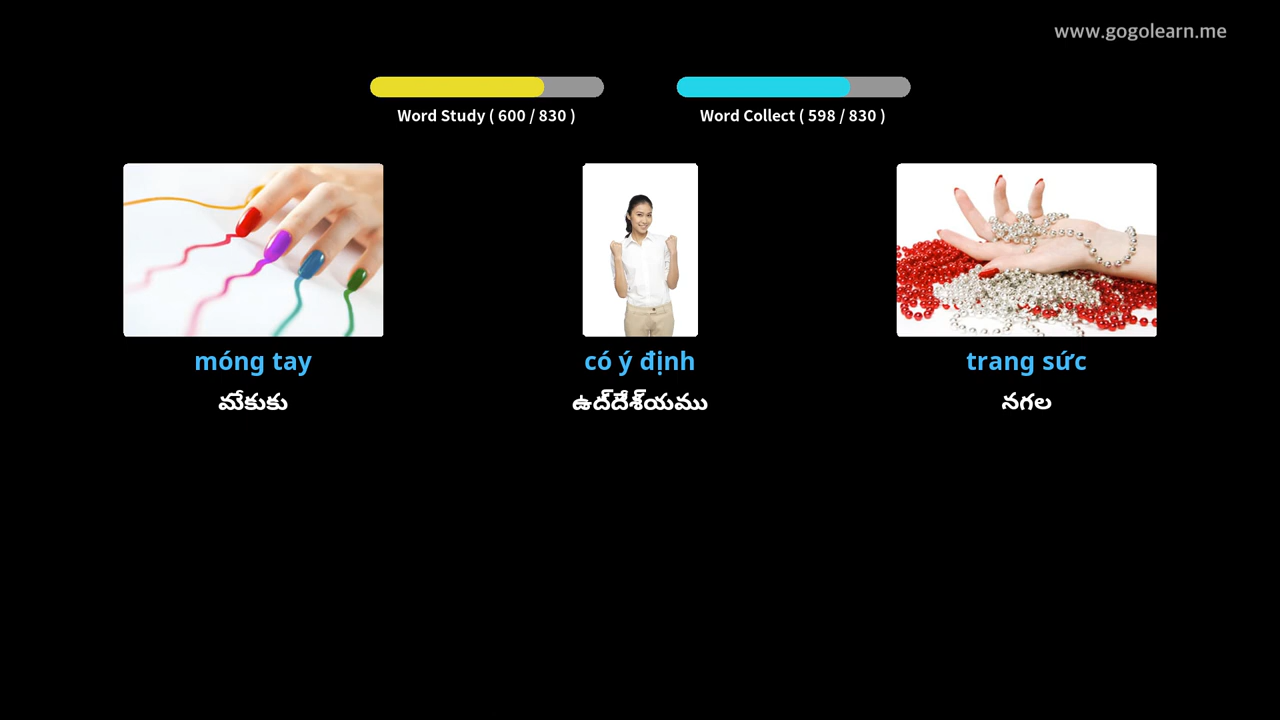 www.gogolearn.me
Word Study ( 600 / 830 )
Word Collect ( 598 / 830 )
móng tay
có ý định
trang sức
మేకుకు
ఉద్‌దేశ్‌యము
నగల